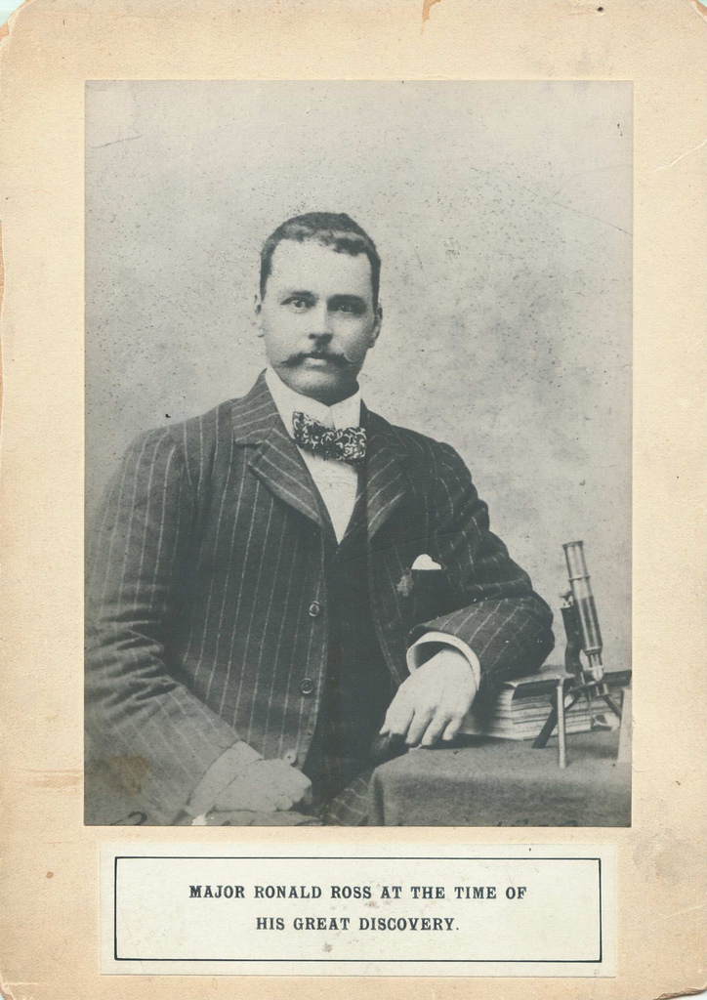 MAJOR RONALD ROSS AT THE TIME OF
HIS GREAT DISCOVERY.